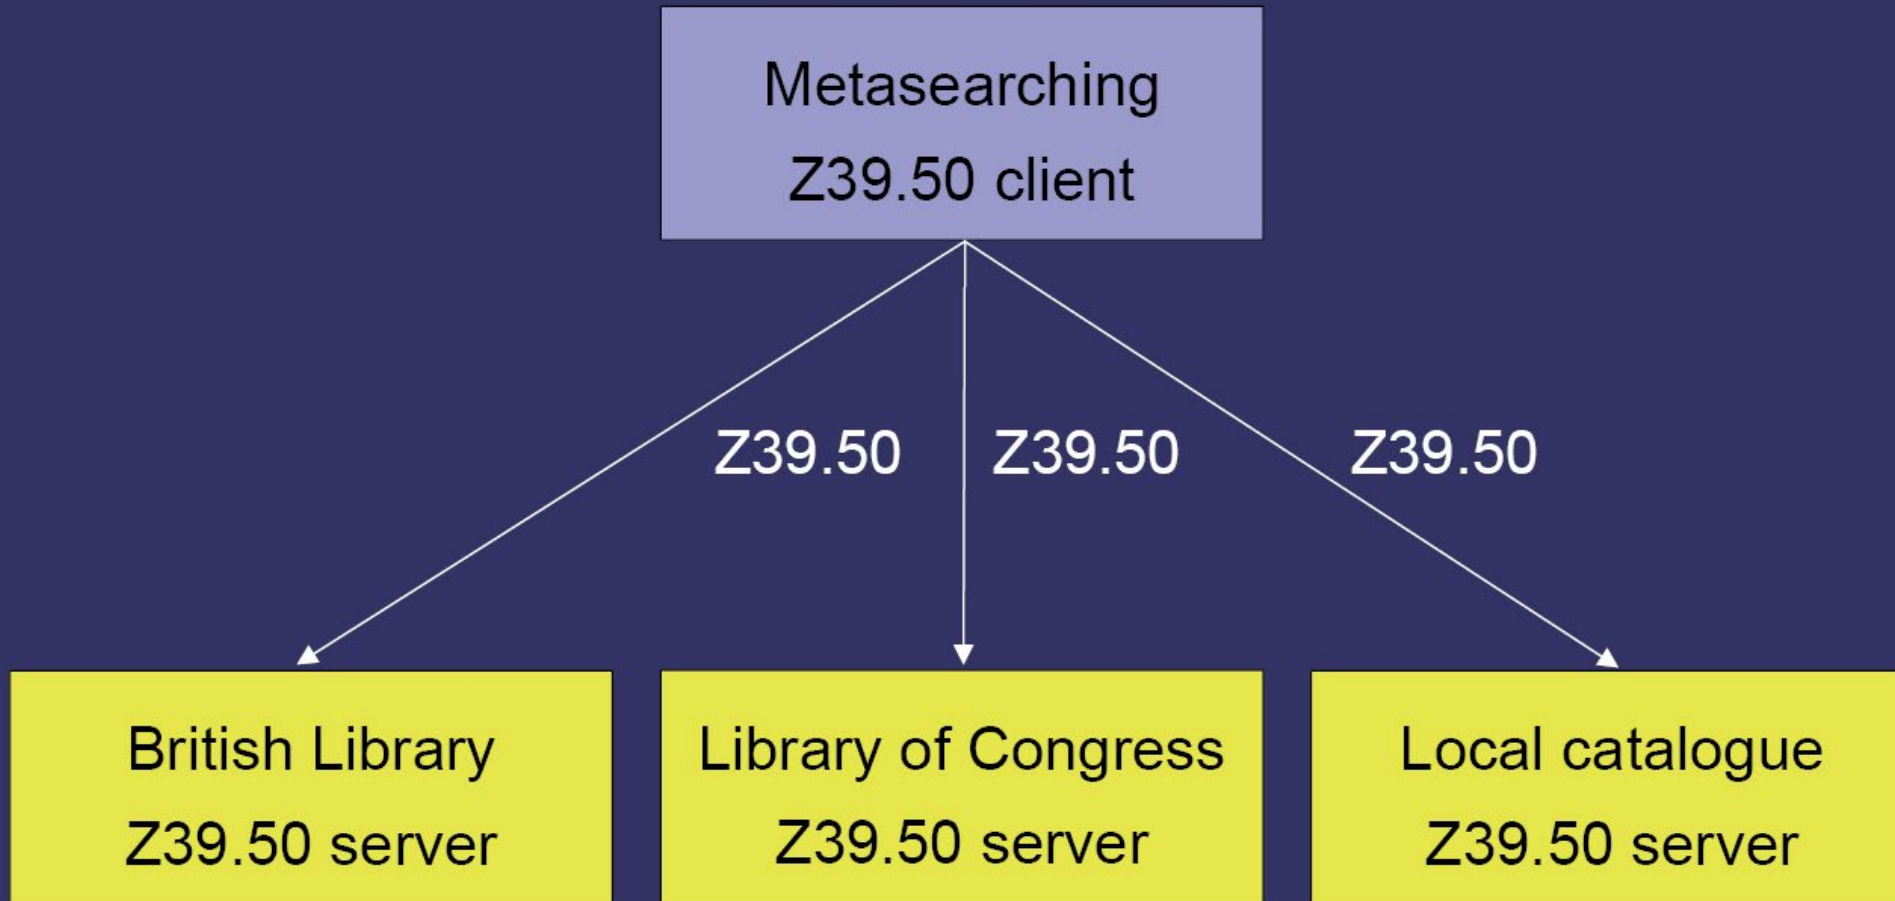 Metasearching
Z39.50 client
Z39.50
Z39.50
Z39.50
British Library
Z39.50 server
Library of Congress
Z39.50 server
Local catalogue
Z39.50 server